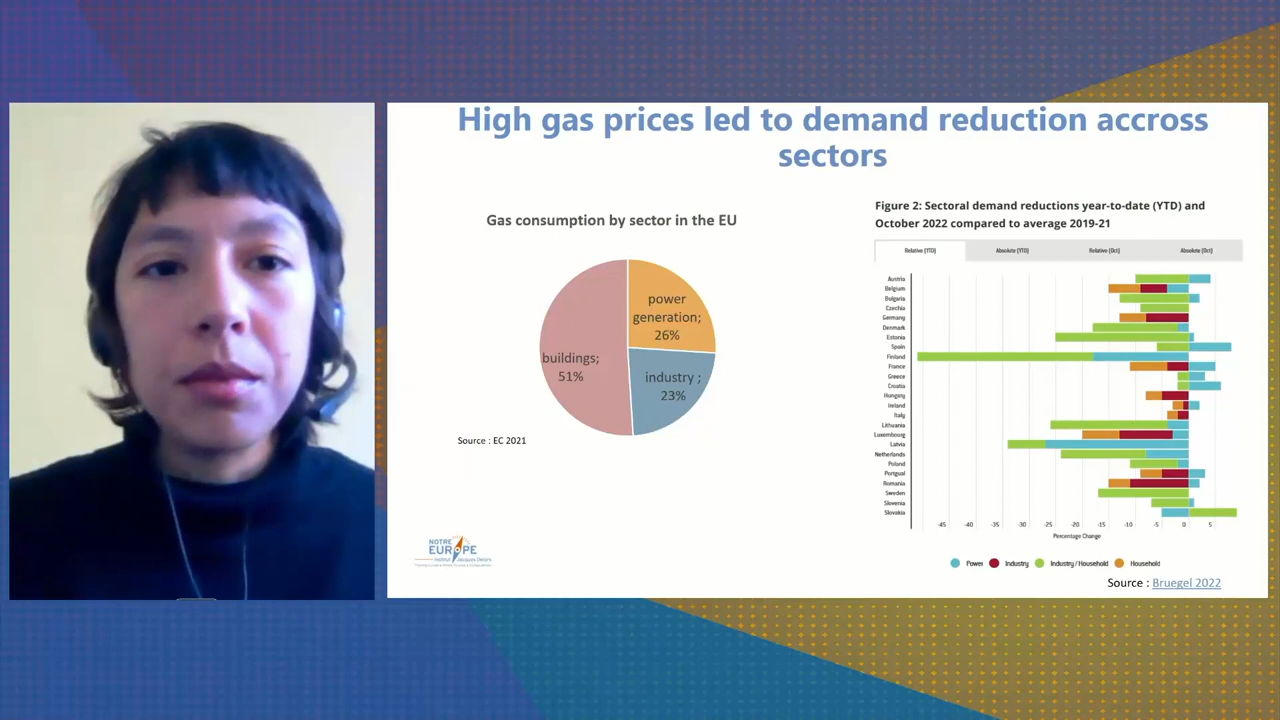 High gas prices led to demand reduction accross
sectors
Gas consumption by sector in the EU
power
generation;
26%
buildings;
51%
industry ;
23%
Source : EC 2021
NOTRE
EUROPE
Institut Jacques Delors
Figure 2: Sectoral demand reductions year-to-date (YTD) and
October 2022 compared to average 2019-21
Relative (YTD) Absolute (YTD) Relative (Oct) Absolute (Oct)
Austria
Belgium
Bulgaria
Czechia
Germany
Denmark
Estonia
Spain
Finland
France
Greece
Croatia
Hungary
Ireland
Italy
Lithuania
Luxembourg
Latvia
Netherlands
Poland
Portgual
Romania
Sweden
Slovenia
Slovakia
-45 -40 -35 -30 -25 -20 -15 -10 -5 0 5
Percentage Change
Power Industry Industry / Household Household
Source : Bruegel 2022